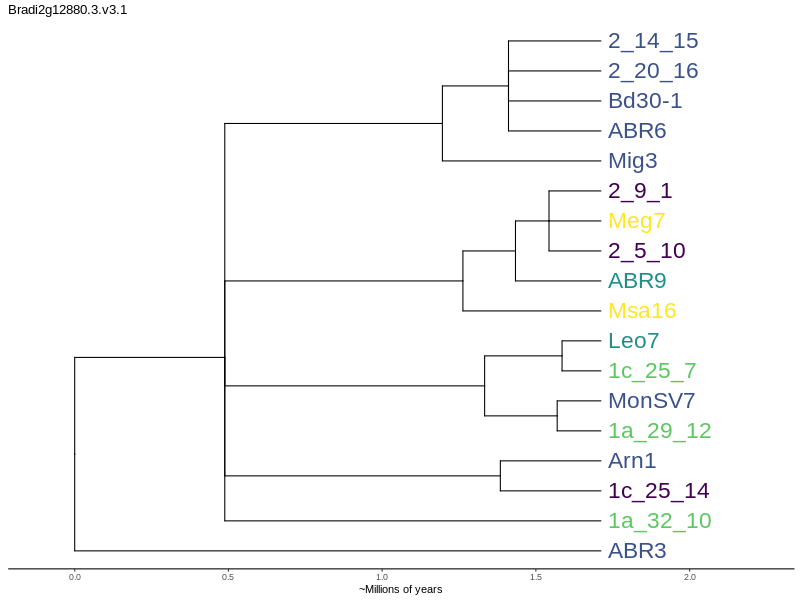 Bradi2g12880.3.v3.1
2_14_15
2_20_16
Bd30-1
ABR6
Mig3
2_9_1
Meg7
2_5_10
ABR9
Msa16
Leo7
1c_25_7
MonSV7
1a_29_12
Arn1
1c_25_14
1a_32_10
ABR3
0.0 0.5 1.0 1.5 2.0
~Millions of years